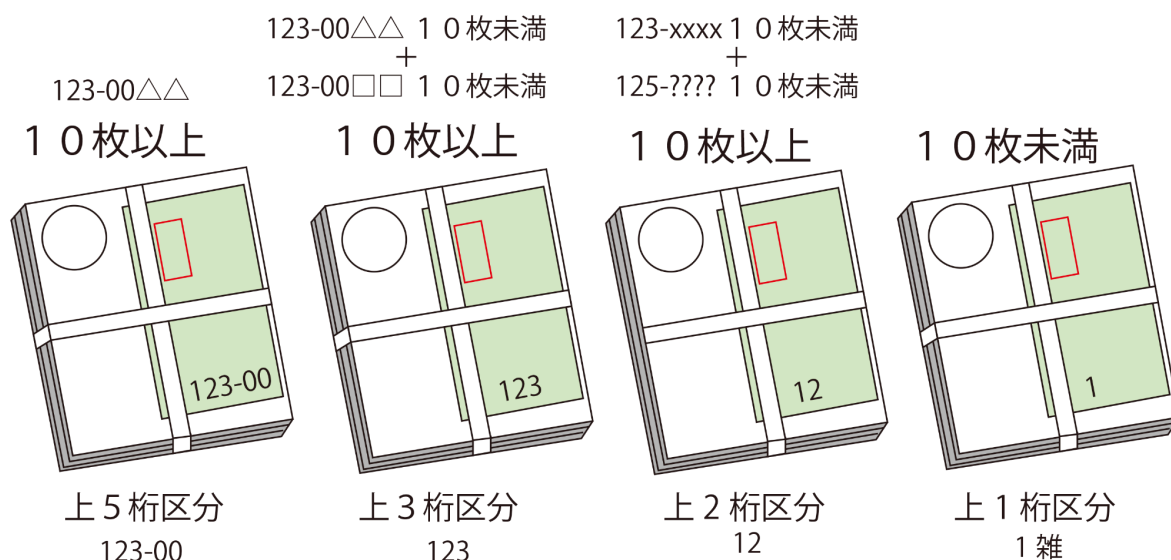 123-00△△
１０枚以上
123-00△△ １０枚未満
＋
123-00□□ １０枚未満
１０枚以上
123-xxxx１０枚未満
＋
125-???? １０枚未満
１０枚以上
１０枚未満
123-00
123
12
1
上５桁区分
123-00
上３桁区分
123
上２桁区分
12
上１桁区分
1 雑